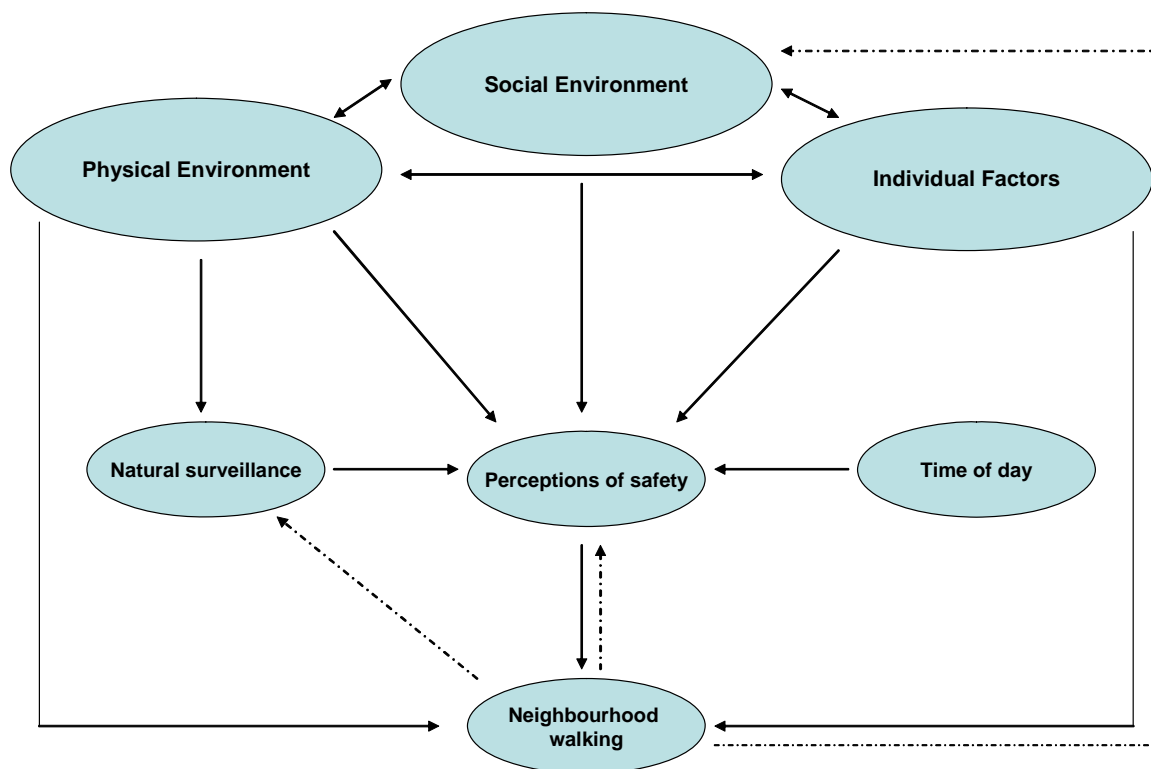 Social Environment
Physical Environment
Individual Factors
Natural surveillance
Perceptions of safety
Time of day
Neighbourhood
walking